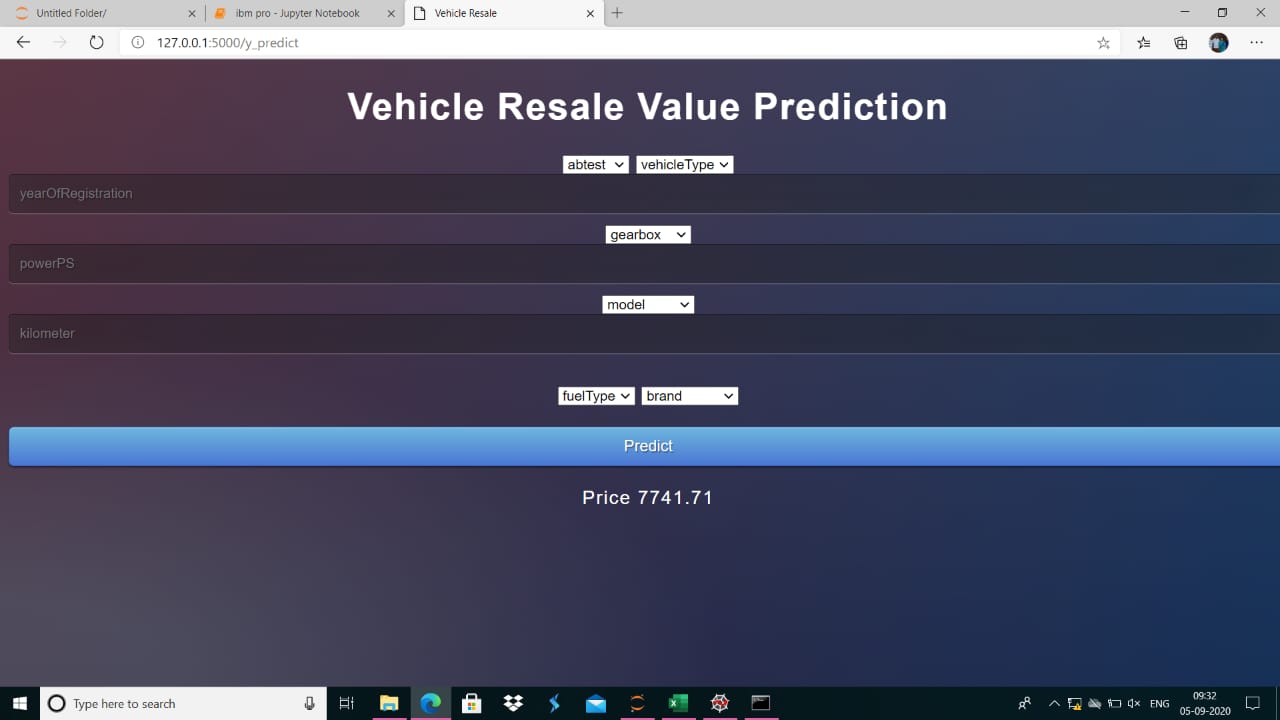 Untitled Folder/
ibm pro - Jupyter Notebook
Vehicle Resale
127.0.0.1:5000/y_predict
Vehicle Resale Value Prediction
abtest vehicleType
yearOfRegistration
gearbox
powerPS
model
kilometer
fuelType brand
Predict
Price 7741.71
Type here to search
ENG
09:32
05-09-2020